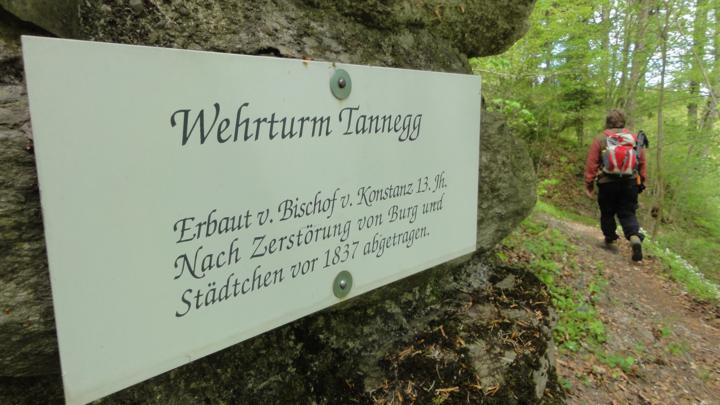 Wehrturm Tannegg
Erbaut v. Bischof v. Konstanz 13. Jh.
Nach Zerstörung von Burg und
Städtchen vor 1837 abgetragen.